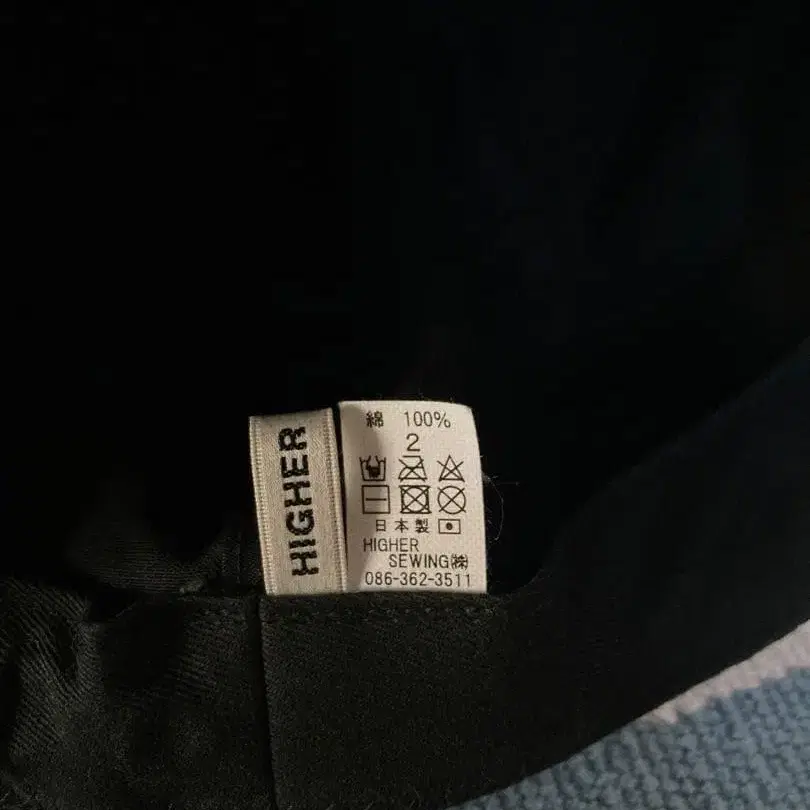 HIGHER
綿 100%
2
日本製
HIGHER
SEWING㈱
086-362-3511